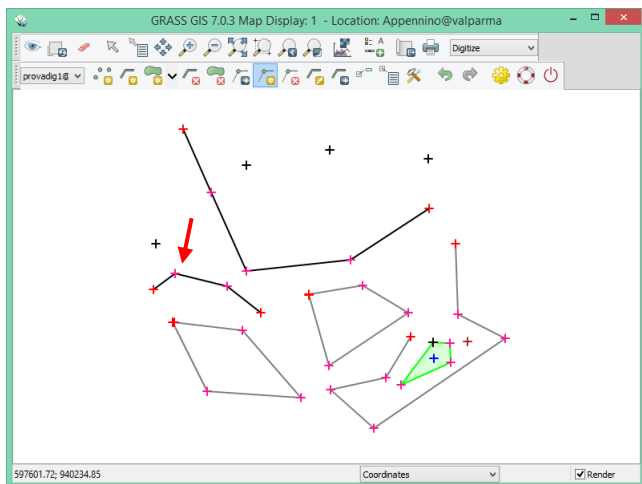 GRASS GIS 7.0.3 Map Display: 1 - Location: Appennino@valparma
Digitize
provadig1@
597601.72; 940234.85
Coordinates
Render